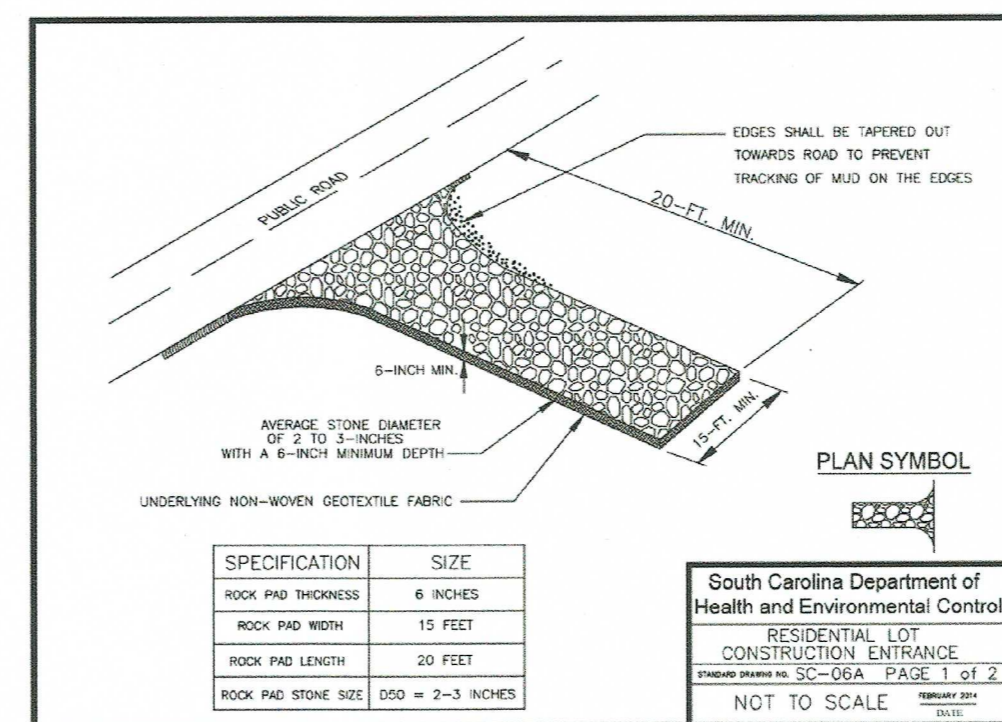 EDGES SHALL BE TAPERED OUT
TOWARDS ROAD TO PREVENT
TRACKING OF MUD ON THE EDGES
PUBLIC ROAD
20-FT. MIN.
6-INCH MIN.
15-FT. MIN.
AVERAGE STONE DIAMETER
OF 2 TO 3-INCHES
WITH A 6-INCH MINIMUM DEPTH
UNDERLYING NON-WOVEN GEOTEXTILE FABRIC
PLAN SYMBOL
SPECIFICATION SIZE
ROCK PAD THICKNESS 6 INCHES
ROCK PAD WIDTH 15 FEET
ROCK PAD LENGTH 20 FEET
ROCK PAD STONE SIZE D50 = 2-3 INCHES
South Carolina Department of
Health and Environmental Control
RESIDENTIAL LOT
CONSTRUCTION ENTRANCE
STANDARD DRAWING NO. SC-06A PAGE 1 of 2
NOT TO SCALE FEBRUARY 2014
DATE